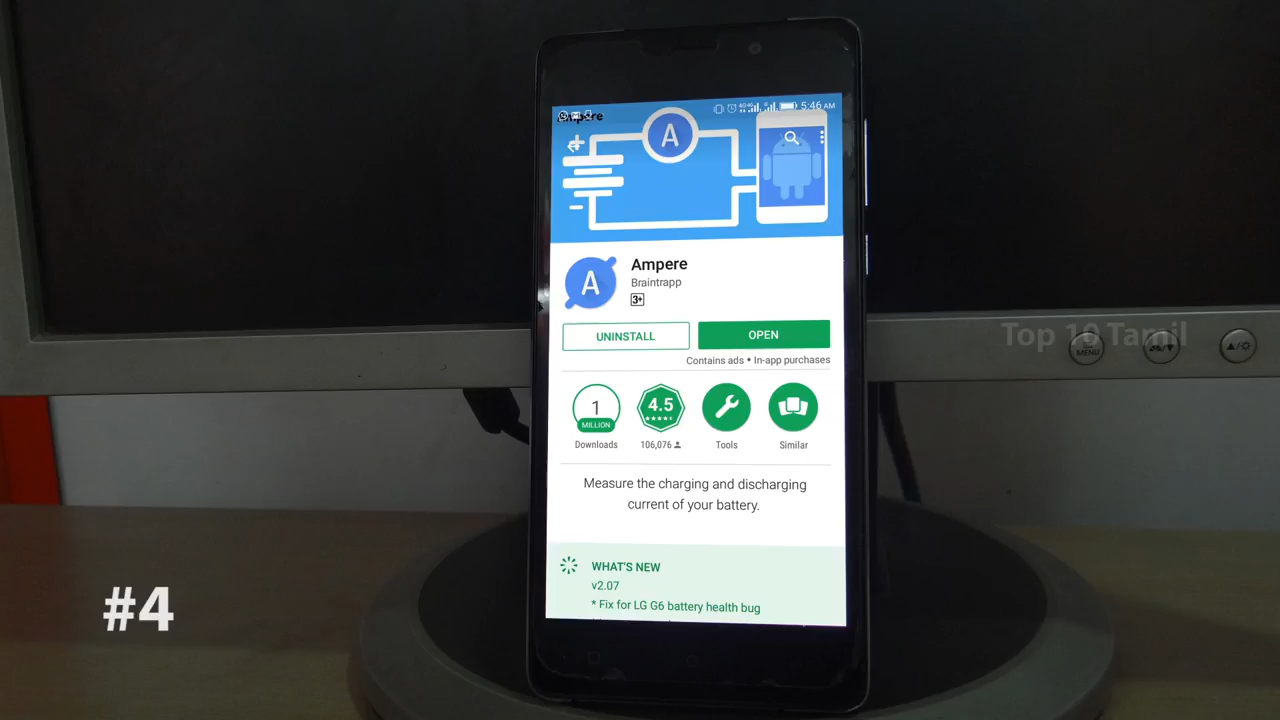 5:46 AM
Ampere
A
A
Ampere
Braintrapp
3+
UNINSTALL
OPEN
Contains ads • In-app purchases
1
MILLION
4.5
Downloads
106,076
Tools
Similar
Measure the charging and discharging
current of your battery.
WHAT'S NEW
v2.07
* Fix for LG G6 battery health bug
Top 10 Tamil
MENU
#4